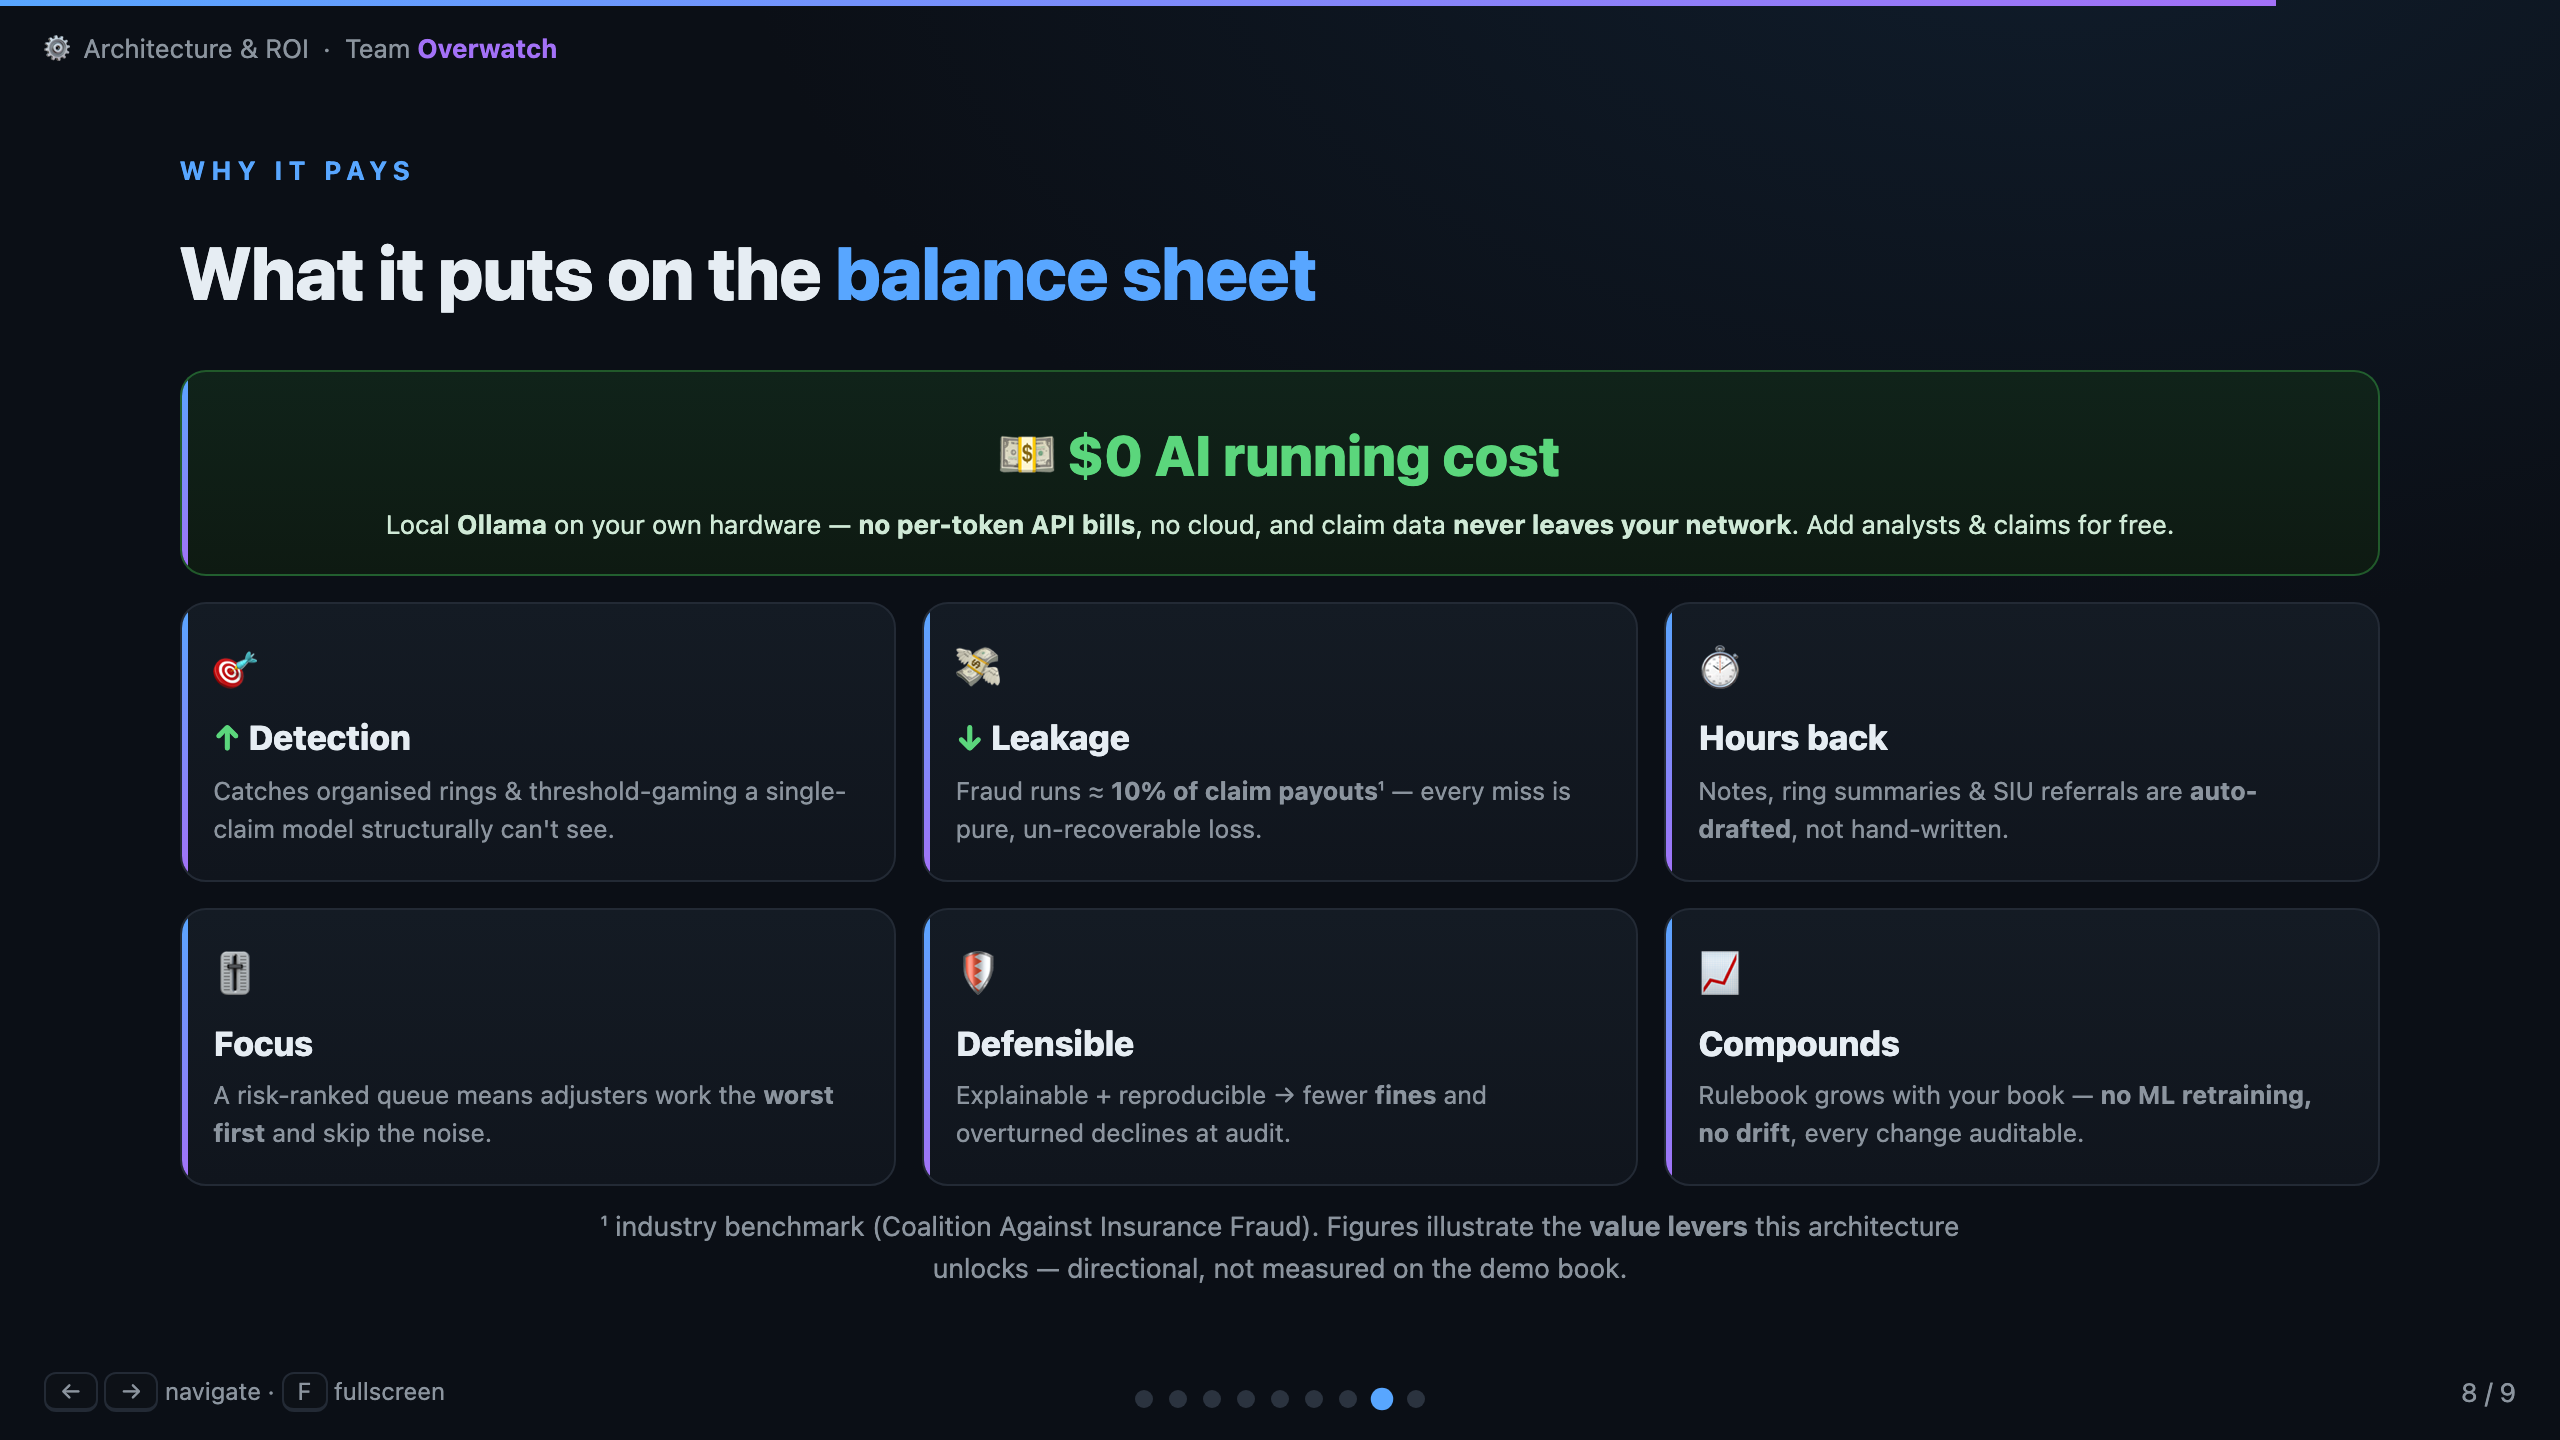 Architecture & ROI · Team Overwatch
WHY IT PAYS
What it puts on the balance sheet
$0 AI running cost
Local Ollama on your own hardware — no per-token API bills, no cloud, and claim data never leaves your network. Add analysts & claims for free.
↑ Detection
Catches organised rings & threshold-gaming a single-
claim model structurally can't see.
↓ Leakage
Fraud runs ≈ 10% of claim payouts¹ — every miss is
pure, un-recoverable loss.
Hours back
Notes, ring summaries & SIU referrals are auto-
drafted, not hand-written.
Focus
A risk-ranked queue means adjusters work the worst
first and skip the noise.
Defensible
Explainable + reproducible → fewer fines and
overturned declines at audit.
Compounds
Rulebook grows with your book — no ML retraining,
no drift, every change auditable.
¹ industry benchmark (Coalition Against Insurance Fraud). Figures illustrate the value levers this architecture
unlocks — directional, not measured on the demo book.
← → navigate · F fullscreen
8 / 9